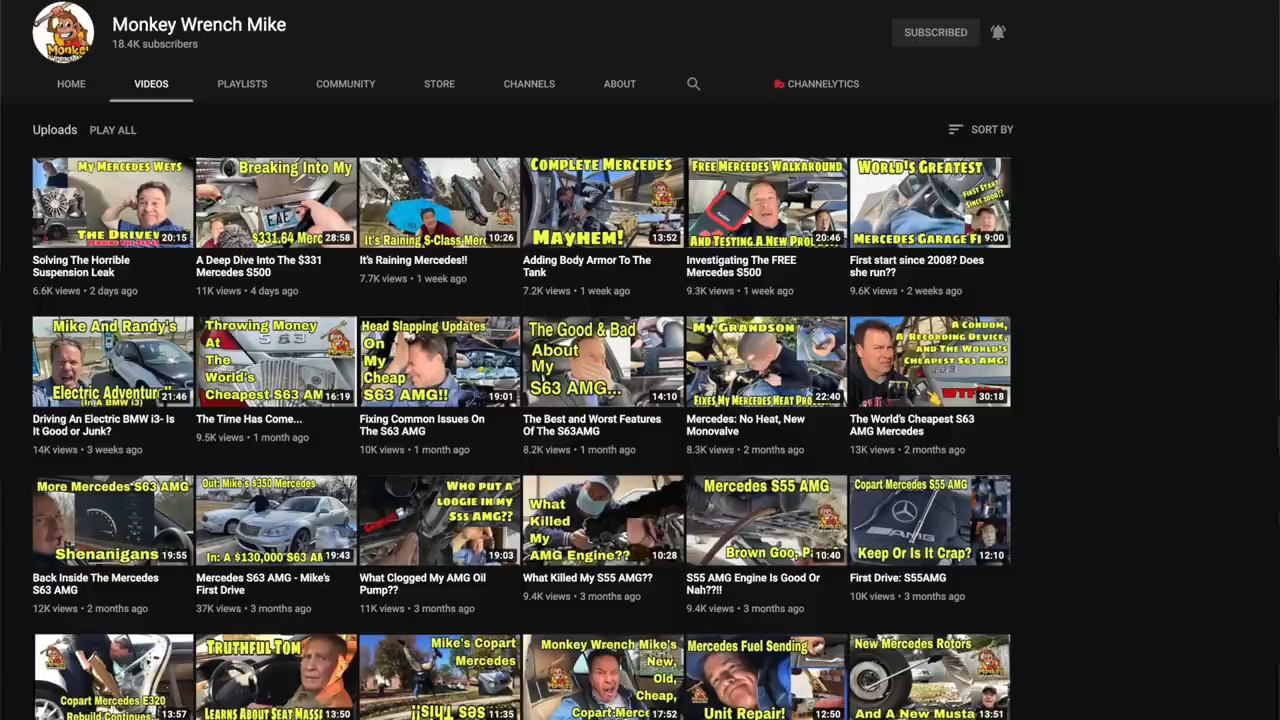 Monkey Wrench Mike
18.4K subscribers
SUBSCRIBED
HOME VIDEOS PLAYLISTS COMMUNITY STORE CHANNELS ABOUT CHANNELYTICS
Uploads PLAY ALL SORT BY
My Mercedes Wets
20:15
Breaking Into My
EAE
$331.64 Merc
28:58
It's Raining S-Class Merc
10:26
Complete Mercedes
Mayhem!
13:52
Free Mercedes Walkaround
And Testing A New Pro
20:46
World's Greatest
First Start
Since 2008??
Mercedes Garage Fi
9:00
Solving The Horrible
Suspension Leak
6.6K views • 2 days ago
A Deep Dive Into The $331
Mercedes S500
11K views • 4 days ago
It's Raining Mercedes!!
7.7K views • 1 week ago
Adding Body Armor To The
Tank
7.2K views • 1 week ago
Investigating The FREE
Mercedes S500
9.3K views • 1 week ago
First start since 2008? Does
she run??
9.6K views • 2 weeks ago
Mike And Randy's
Electric Adventur
(In A BMW i3)
21:46
Throwing Money
At
The
World's
Cheapest S63 AM
16:19
Head Slapping Updates
On
My
Cheap
S63 AMG!!
19:01
The Good & Bad
About
My
S63 AMG...
14:10
My Grandson
Fixes My Mercedes Heat Pro
22:40
A Condom,
A Recording Device,
And The World's
Cheapest S63 AMG!
WTF
30:18
Driving An Electric BMW i3- Is
It Good or Junk?
14K views • 3 weeks ago
The Time Has Come...
9.5K views • 1 month ago
Fixing Common Issues On
The S63 AMG
10K views • 1 month ago
The Best and Worst Features
Of The S63AMG
8.2K views • 1 month ago
Mercedes: No Heat, New
Monovalve
8.3K views • 2 months ago
The World's Cheapest S63
AMG Mercedes
13K views • 2 months ago
More Mercedes S63 AMG
Shenanigans
19:55
Out: Mike's $350 Mercedes
In: A $130,000 S63 AM
19:43
Who put a
loogie in my
S55 AMG??
19:03
What
Killed
My
AMG Engine??
10:28
Mercedes S55 AMG
Brown Goo, P
10:40
Copart Mercedes S55 AMG
AMG
Keep Or Is It Crap?
12:10
Back Inside The Mercedes
S63 AMG
12K views • 2 months ago
Mercedes S63 AMG - Mike's
First Drive
37K views • 3 months ago
What Clogged My AMG Oil
Pump??
11K views • 3 months ago
What Killed My S55 AMG??
9.4K views • 3 months ago
S55 AMG Engine Is Good Or
Nah??!!
9.4K views • 3 months ago
First Drive: S55AMG
10K views • 3 months ago
Copart Mercedes E320
Rebuild Continues...
13:57
Truthful Tom
Learns About Seat Massa
13:50
Mike's Copart
Mercedes
11:35
Monkey Wrench Mike's
New,
Old,
Cheap,
Copart Merce
17:52
Mercedes Fuel Sending
Unit Repair!
12:50
New Mercedes Rotors
And A New Musta
13:51